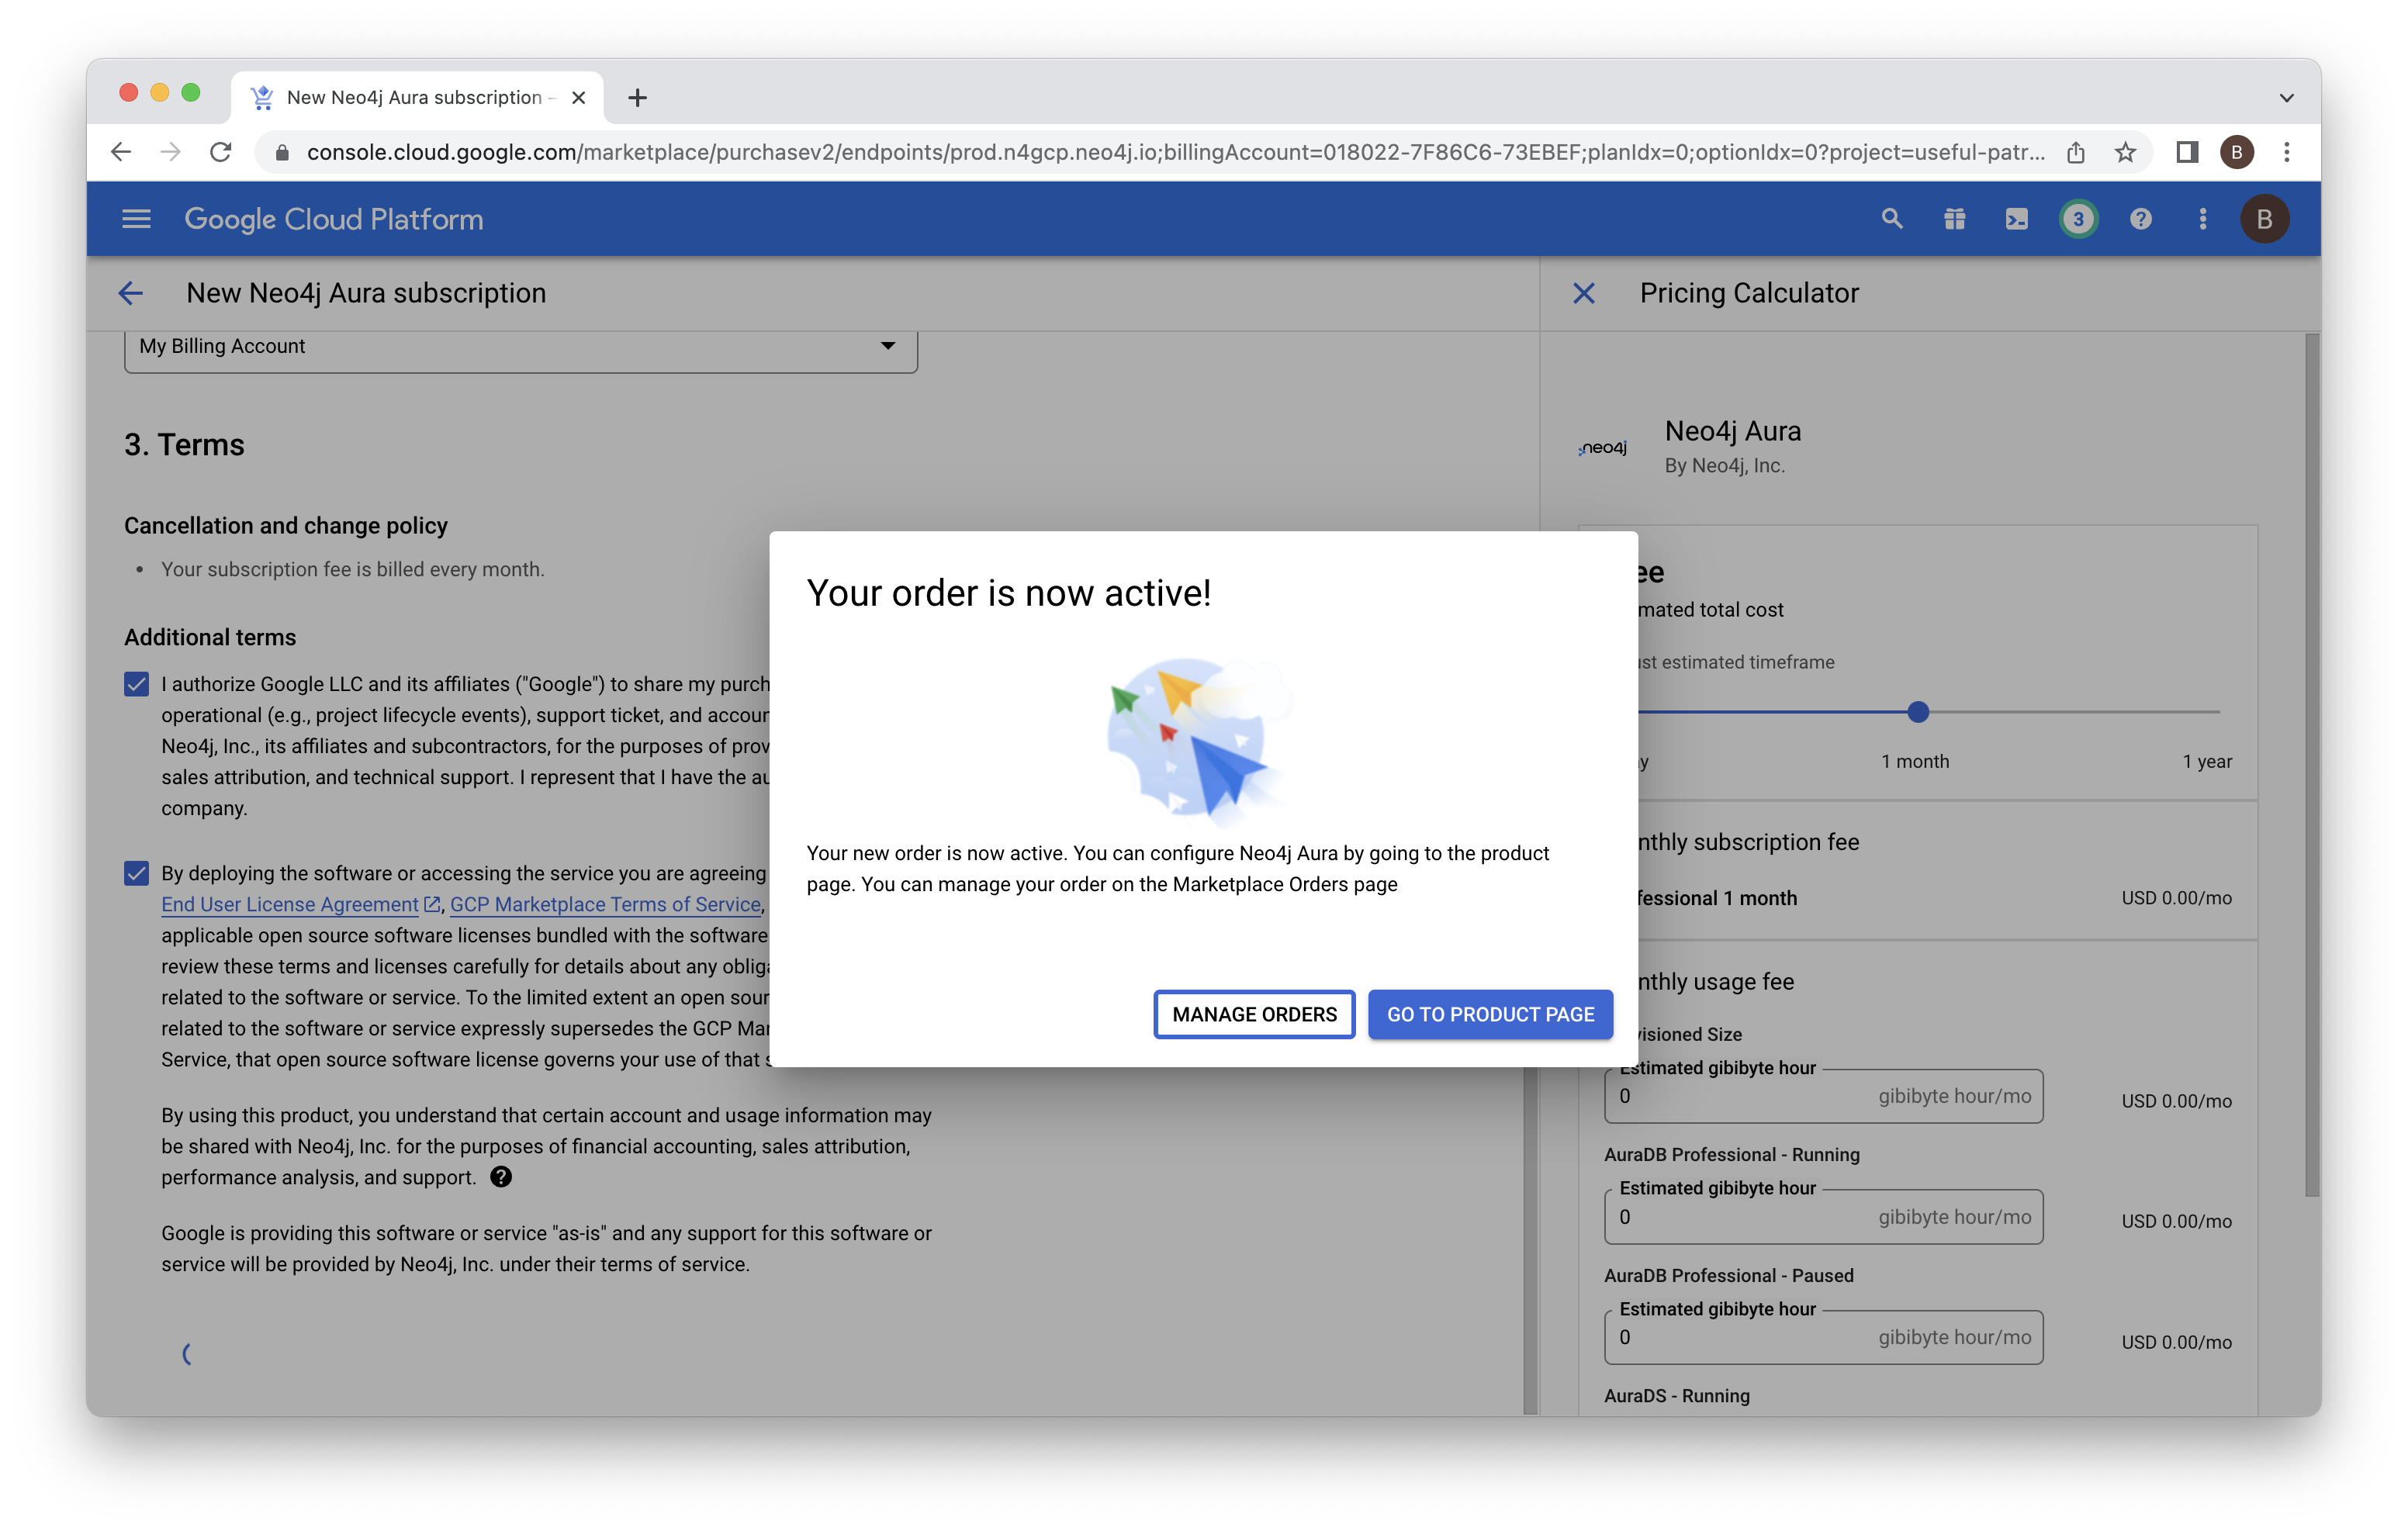 New Neo4j Aura subscription –
console.cloud.google.com/marketplace/purchasev2/endpoints/prod.n4gcp.neo4j.io;billingAccount=018022-7F86C6-73EBEF;planIdx=0;optionIdx=0?project=useful-patr...
B
Google Cloud Platform
3
B
New Neo4j Aura subscription
Pricing Calculator
My Billing Account
3. Terms
Cancellation and change policy
• Your subscription fee is billed every month.
Additional terms
I authorize Google LLC and its affiliates ("Google") to share my purch
operational (e.g., project lifecycle events), support ticket, and accoun
Neo4j, Inc., its affiliates and subcontractors, for the purposes of prov
sales attribution, and technical support. I represent that I have the au
company.
By deploying the software or accessing the service you are agreeing
End User License Agreement, GCP Marketplace Terms of Service,
applicable open source software licenses bundled with the software
review these terms and licenses carefully for details about any obliga
related to the software or service. To the limited extent an open sour
related to the software or service expressly supersedes the GCP Mar
Service, that open source software license governs your use of that s
By using this product, you understand that certain account and usage information may
be shared with Neo4j, Inc. for the purposes of financial accounting, sales attribution,
performance analysis, and support.
Google is providing this software or service "as-is" and any support for this software or
service will be provided by Neo4j, Inc. under their terms of service.
Your order is now active!
Your new order is now active. You can configure Neo4j Aura by going to the product
page. You can manage your order on the Marketplace Orders page
MANAGE ORDERS
GO TO PRODUCT PAGE
neo4j
Neo4j Aura
By Neo4j, Inc.
ee
mated total cost
ust estimated timeframe
y
1 month
1 year
nthly subscription fee
fessional 1 month
USD 0.00/mo
nthly usage fee
visioned Size
Estimated gibibyte hour
0
gibibyte hour/mo
USD 0.00/mo
AuraDB Professional - Running
Estimated gibibyte hour
0
gibibyte hour/mo
USD 0.00/mo
AuraDB Professional - Paused
Estimated gibibyte hour
0
gibibyte hour/mo
USD 0.00/mo
AuraDS - Running